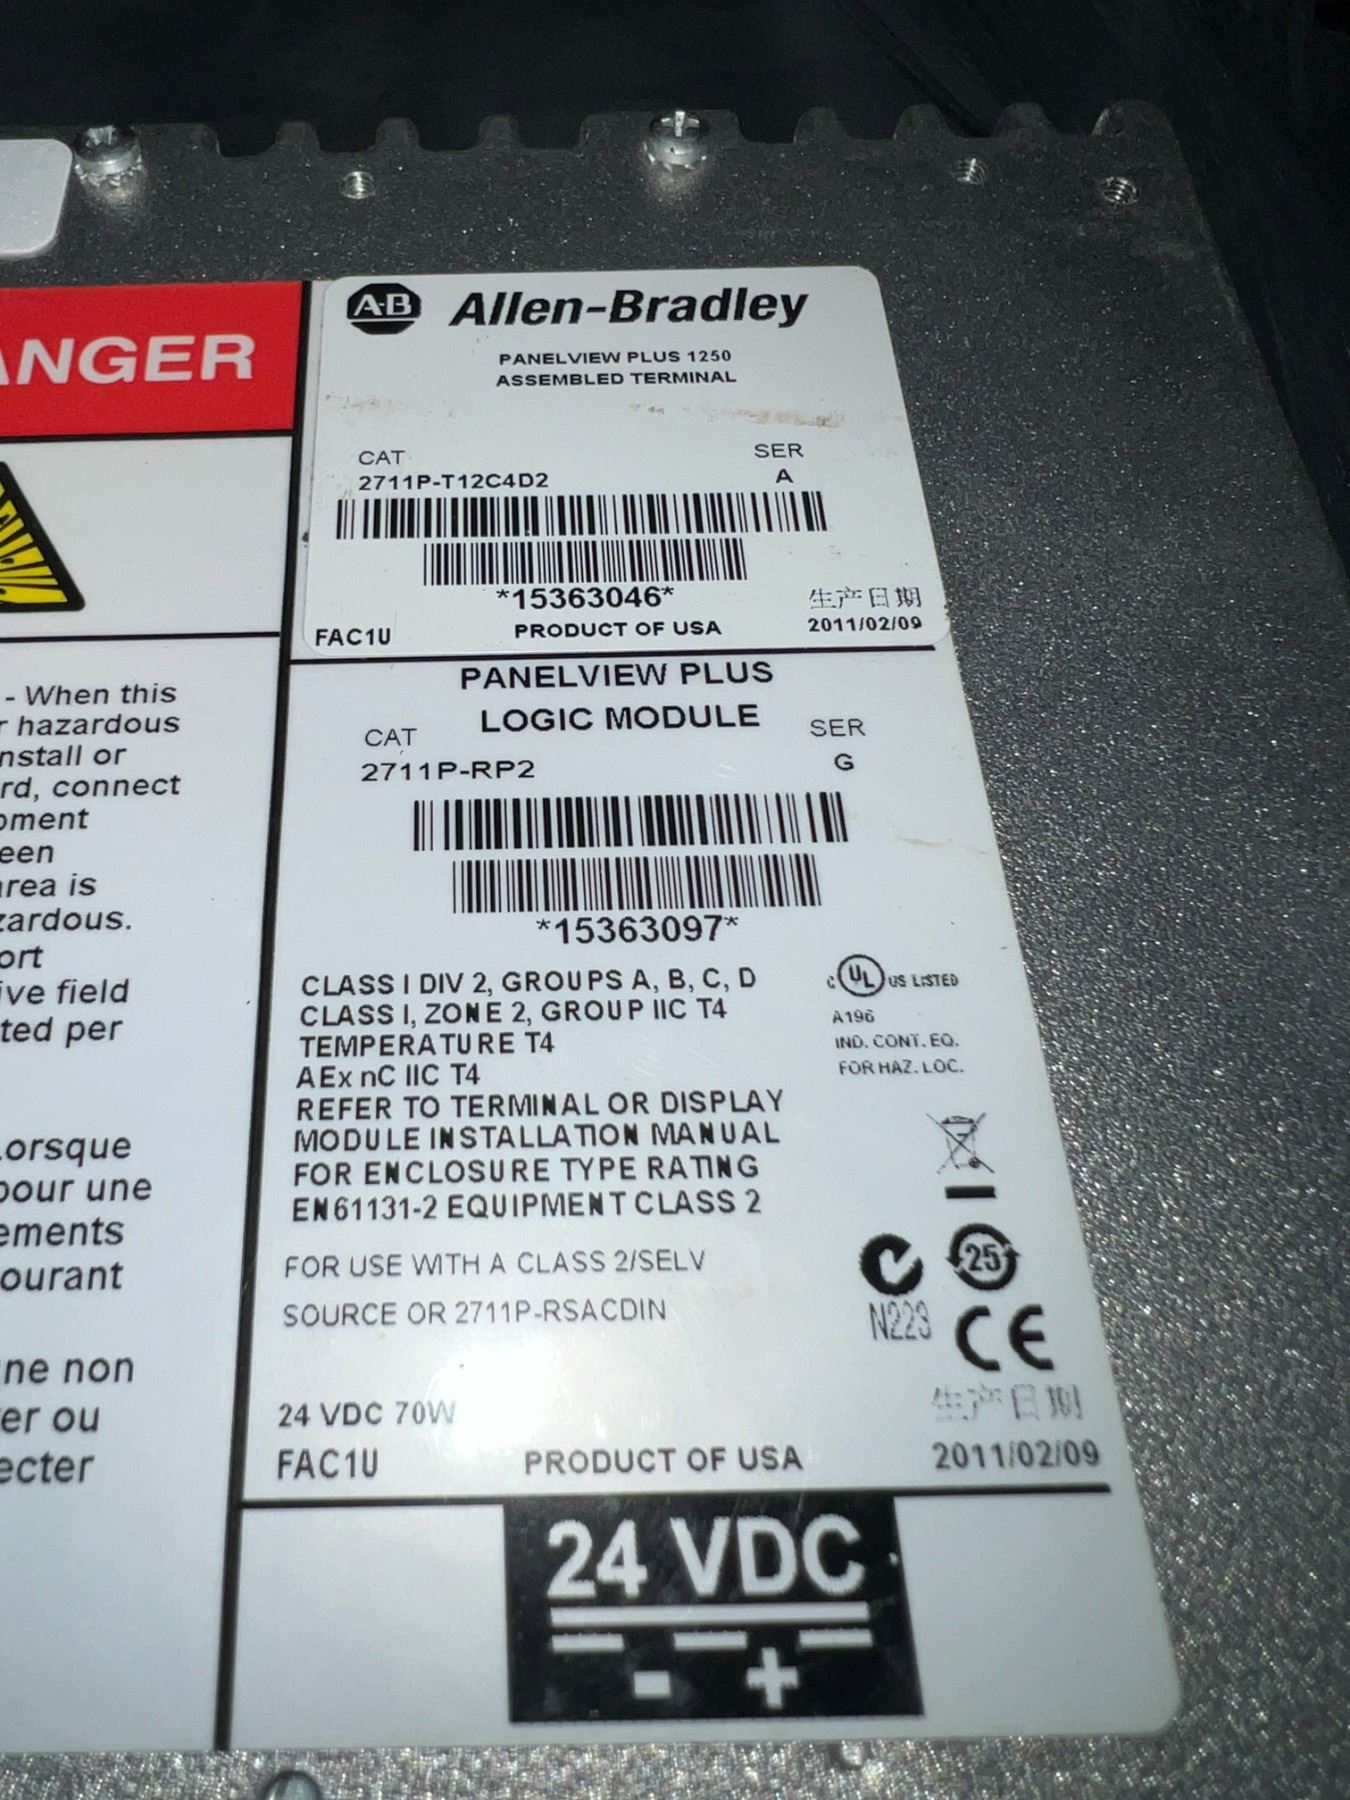 ANGER
- When this
r hazardous
nstall or
rd, connect
pment
een
area is
zardous.
ort
ive field
ted per
Lorsque
pour une
ements
ourant
ne non
er ou
ecter
A-B Allen-Bradley
PANELVIEW PLUS 1250
ASSEMBLED TERMINAL
CAT SER
2711P-T12C4D2 A
*15363046*
生产日期
FAC1U PRODUCT OF USA 2011/02/09
PANELVIEW PLUS
LOGIC MODULE
CAT SER
2711P-RP2 G
*15363097*
CLASS I DIV 2, GROUPS A, B, C, D
CLASS I, ZONE 2, GROUP IIC T4
TEMPERATURE T4
AEx nC IIC T4
REFER TO TERMINAL OR DISPLAY
MODULE INSTALLATION MANUAL
FOR ENCLOSURE TYPE RATING
EN61131-2 EQUIPMENT CLASS 2
C UL US LISTED
A196
IND. CONT. EQ.
FOR HAZ. LOC.
FOR USE WITH A CLASS 2/SELV
SOURCE OR 2711P-RSACDIN
25
N223
CE
24 VDC 70W
生产日期
FAC1U PRODUCT OF USA 2011/02/09
24 VDC
- +